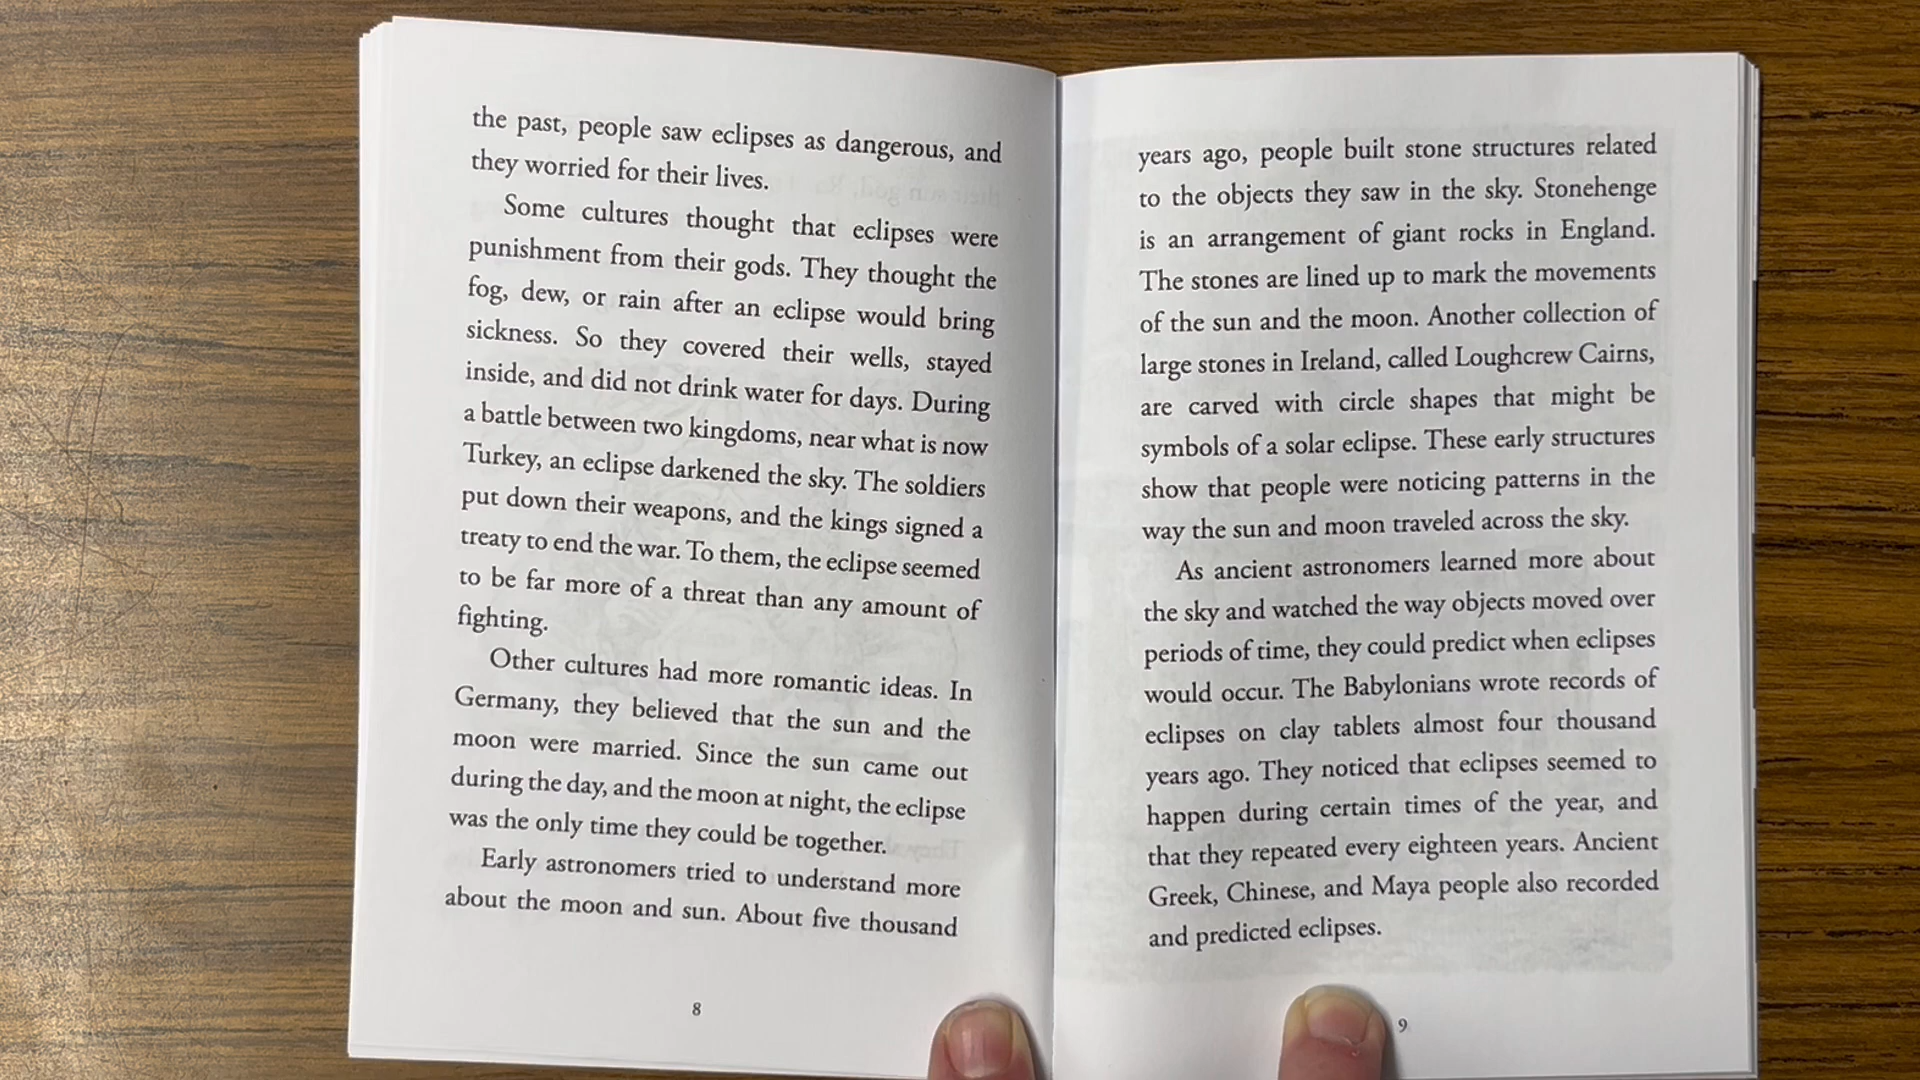 the past, people saw eclipses as dangerous, and
they worried for their lives.
Some cultures thought that eclipses were
punishment from their gods. They thought the
fog, dew, or rain after an eclipse would bring
sickness. So they covered their wells, stayed
inside, and did not drink water for days. During
a battle between two kingdoms, near what is now
Turkey, an eclipse darkened the sky. The soldiers
put down their weapons, and the kings signed a
treaty to end the war. To them, the eclipse seemed
to be far more of a threat than any amount of
fighting.
Other cultures had more romantic ideas. In
Germany, they believed that the sun and the
moon were married. Since the sun came out
during the day, and the moon at night, the eclipse
was the only time they could be together.
Early astronomers tried to understand more
about the moon and sun. About five thousand
8
years ago, people built stone structures related
to the objects they saw in the sky. Stonehenge
is an arrangement of giant rocks in England.
The stones are lined up to mark the movements
of the sun and the moon. Another collection of
large stones in Ireland, called Loughcrew Cairns,
are carved with circle shapes that might be
symbols of a solar eclipse. These early structures
show that people were noticing patterns in the
way the sun and moon traveled across the sky.
As ancient astronomers learned more about
the sky and watched the way objects moved over
periods of time, they could predict when eclipses
would occur. The Babylonians wrote records of
eclipses on clay tablets almost four thousand
years ago. They noticed that eclipses seemed to
happen during certain times of the year, and
that they repeated every eighteen years. Ancient
Greek, Chinese, and Maya people also recorded
and predicted eclipses.
9